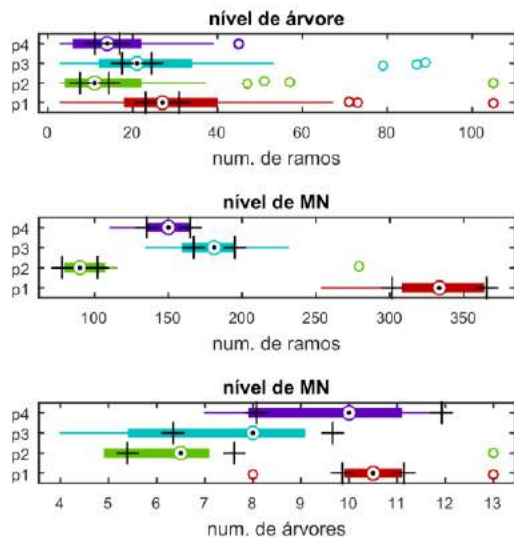 nível de árvore
p4
p3
p2
p1
0 20 40 60 80 100
num. de ramos
nível de MN
p4
p3
p2
p1
100 150 200 250 300 350
num. de ramos
nível de MN
p4
p3
p2
p1
4 5 6 7 8 9 10 11 12 13
num. de árvores